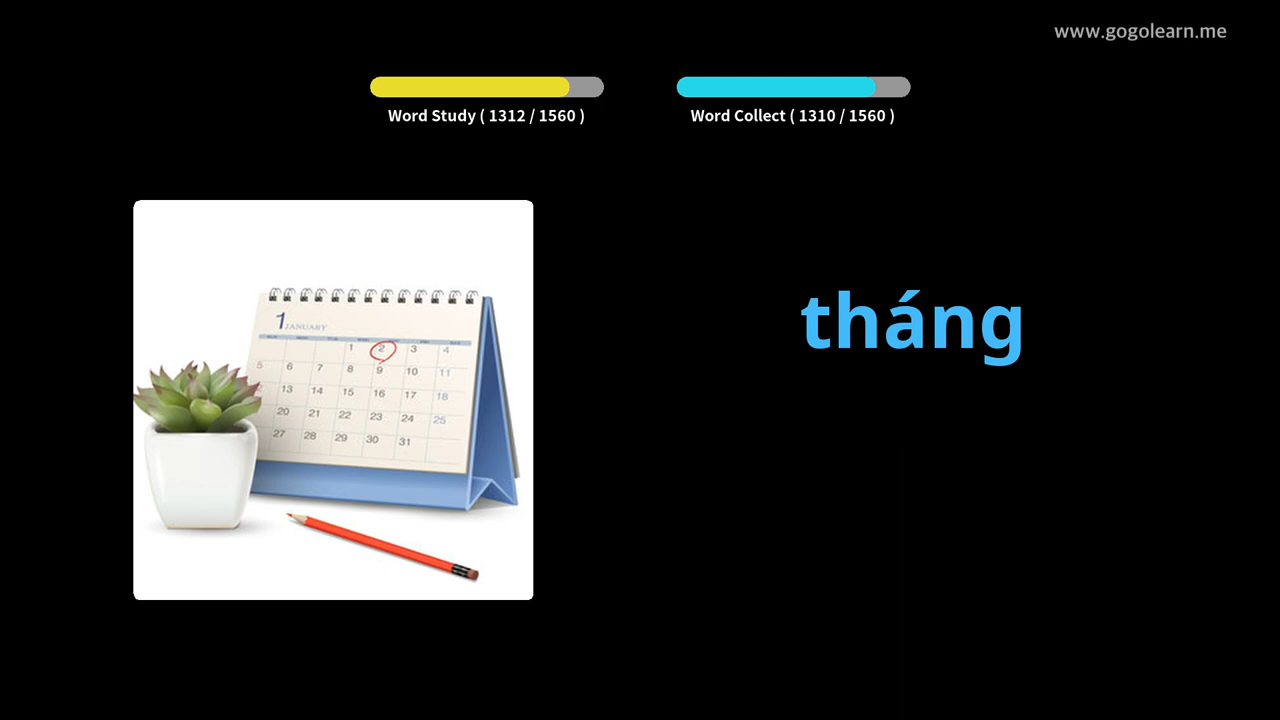 www.gogolearn.me
Word Study ( 1312 / 1560 )
Word Collect ( 1310 / 1560 )
tháng
1 JANUARY
1 2 3 4
5 6 7 8 9 10 11
13 14 15 16 17 18
20 21 22 23 24 25
27 28 29 30 31